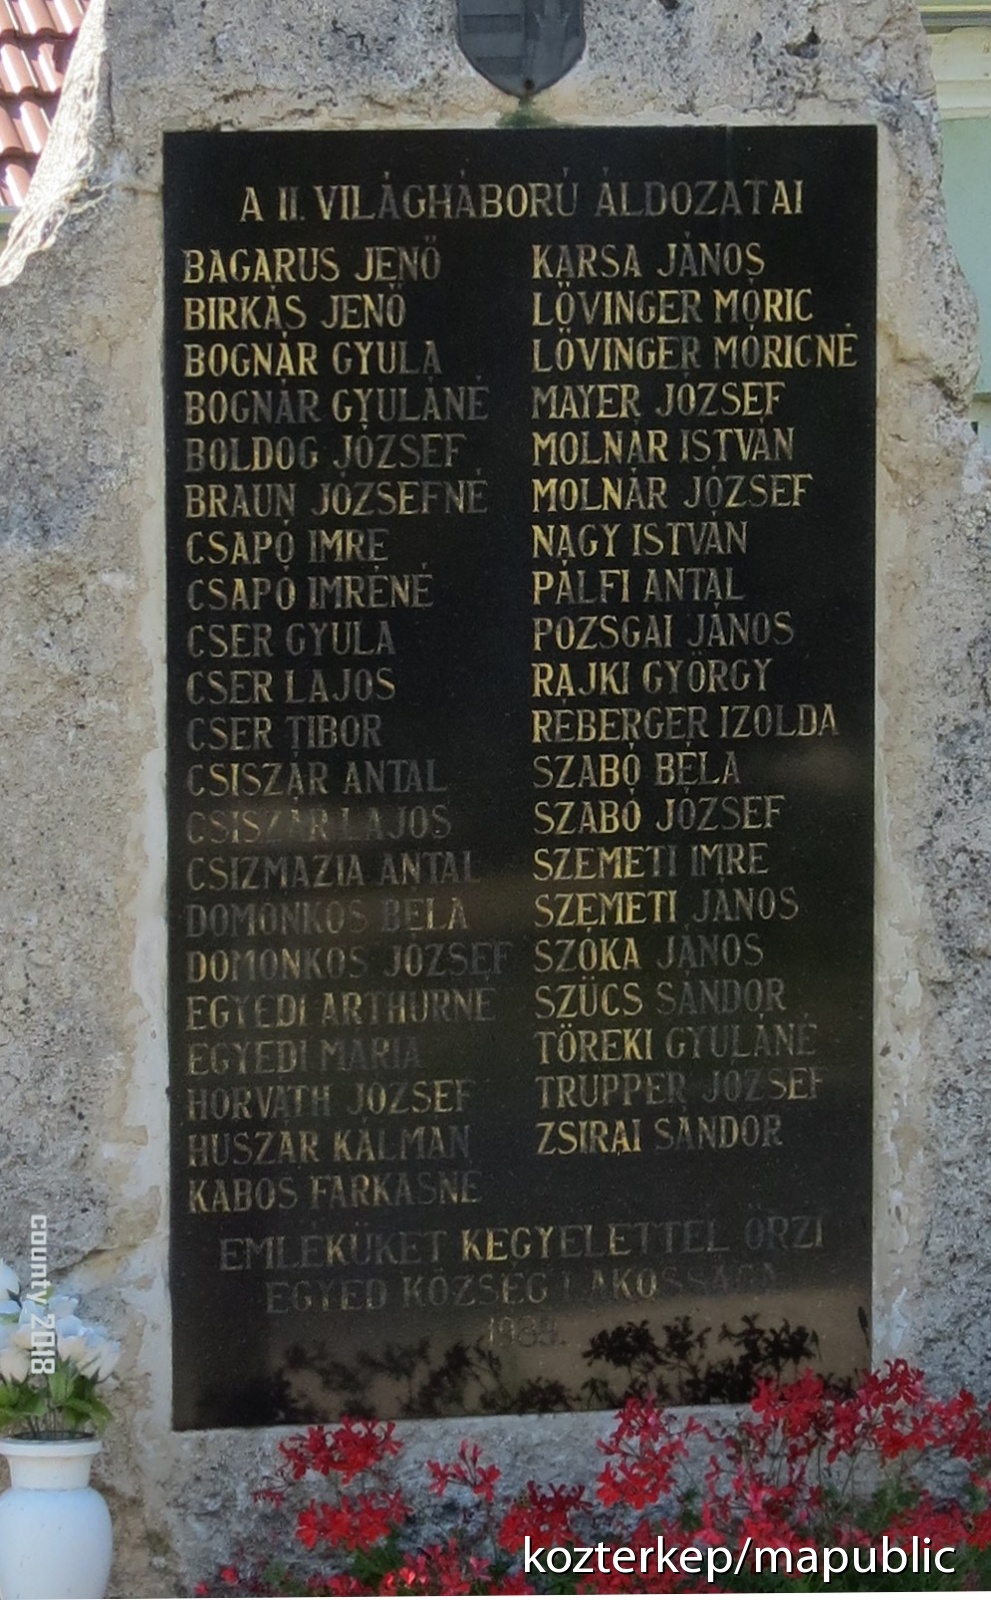 A II. VILÁGHÁBORÚ ÁLDOZATAI
BAGARUS JENŐ
BIRKÁS JENŐ
BOGNÁR GYULA
BOGNÁR GYULÁNÉ
BOLDOG JÓZSEF
BRAUN JÓZSEFNÉ
CSAPÓ IMRE
CSAPÓ IMRÉNÉ
CSER GYULA
CSER LAJOS
CSER TIBOR
CSISZÁR ANTAL
CSISZÁR LAJOS
CSIZMAZIA ANTAL
DOMONKOS BÉLA
DOMONKOS JÓZSEF
EGYEDI ARTHURNÉ
EGYEDI MÁRIA
HORVÁTH JÓZSEF
HUSZÁR KÁLMÁN
KABOS FARKASNÉ
KARSA JÁNOS
LÖVINGER MÓRIC
LÖVINGER MÓRICNÉ
MAYER JÓZSEF
MOLNÁR ISTVÁN
MOLNÁR JÓZSEF
NAGY ISTVÁN
PÁLFI ANTAL
POZSGAI JÁNOS
RAJKI GYÖRGY
RÉBERGER IZOLDA
SZABÓ BÉLA
SZABÓ JÓZSEF
SZEMETI IMRE
SZEMETI JÁNOS
SZÓKA JÁNOS
SZÜCS SÁNDOR
TÖREKI GYULÁNÉ
TRUPPER JÓZSEF
ZSIRAI SÁNDOR
EMLÉKÜKET KEGYELETTEL ŐRZI
EGYED KÖZSÉG LAKOSSÁGA
county 2018
kozterkep/mapublic